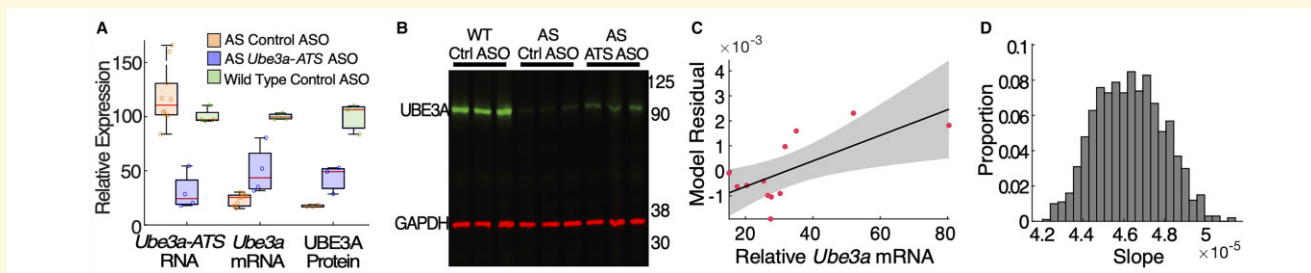 A
Relative Expression
150
100
50
0
AS Control ASO
AS Ube3a-ATS ASO
Wild Type Control ASO
Ube3a-ATS
RNA
Ube3a
mRNA
UBE3A
Protein
B
WT
Ctrl ASO
AS
Ctrl ASO
AS
ATS ASO
UBE3A
GAPDH
125
90
38
30
C
×10⁻³
Model Residual
4
3
2
1
0
-1
20
40
60
80
Relative Ube3a mRNA
D
Proportion
0.1
0.08
0.06
0.04
0.02
0
4.2
4.4
4.6
4.8
5
Slope
×10⁻⁵